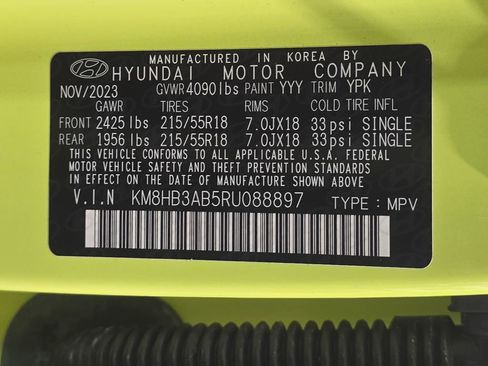 MANUFACTURED IN KOREA BY
HYUNDAI MOTOR COMPANY
NOV/2023 GVWR 4090lbs PAINT YYY TRIM YPK
GAWR TIRES RIMS COLD TIRE INFL
FRONT 2425 lbs 215/55R18 7.0JX18 33psi SINGLE
REAR 1956 lbs 215/55R18 7.0JX18 33psi SINGLE
THIS VEHICLE CONFORMS TO ALL APPLICABLE U.S.A. FEDERAL
MOTOR VEHICLE SAFETY, BUMPER, AND THEFT PREVENTION STANDARDS
IN EFFECT ON THE DATE OF MANUFACTURE SHOWN ABOVE.
V.I.N KM8HB3AB5RU088897
TYPE : MPV